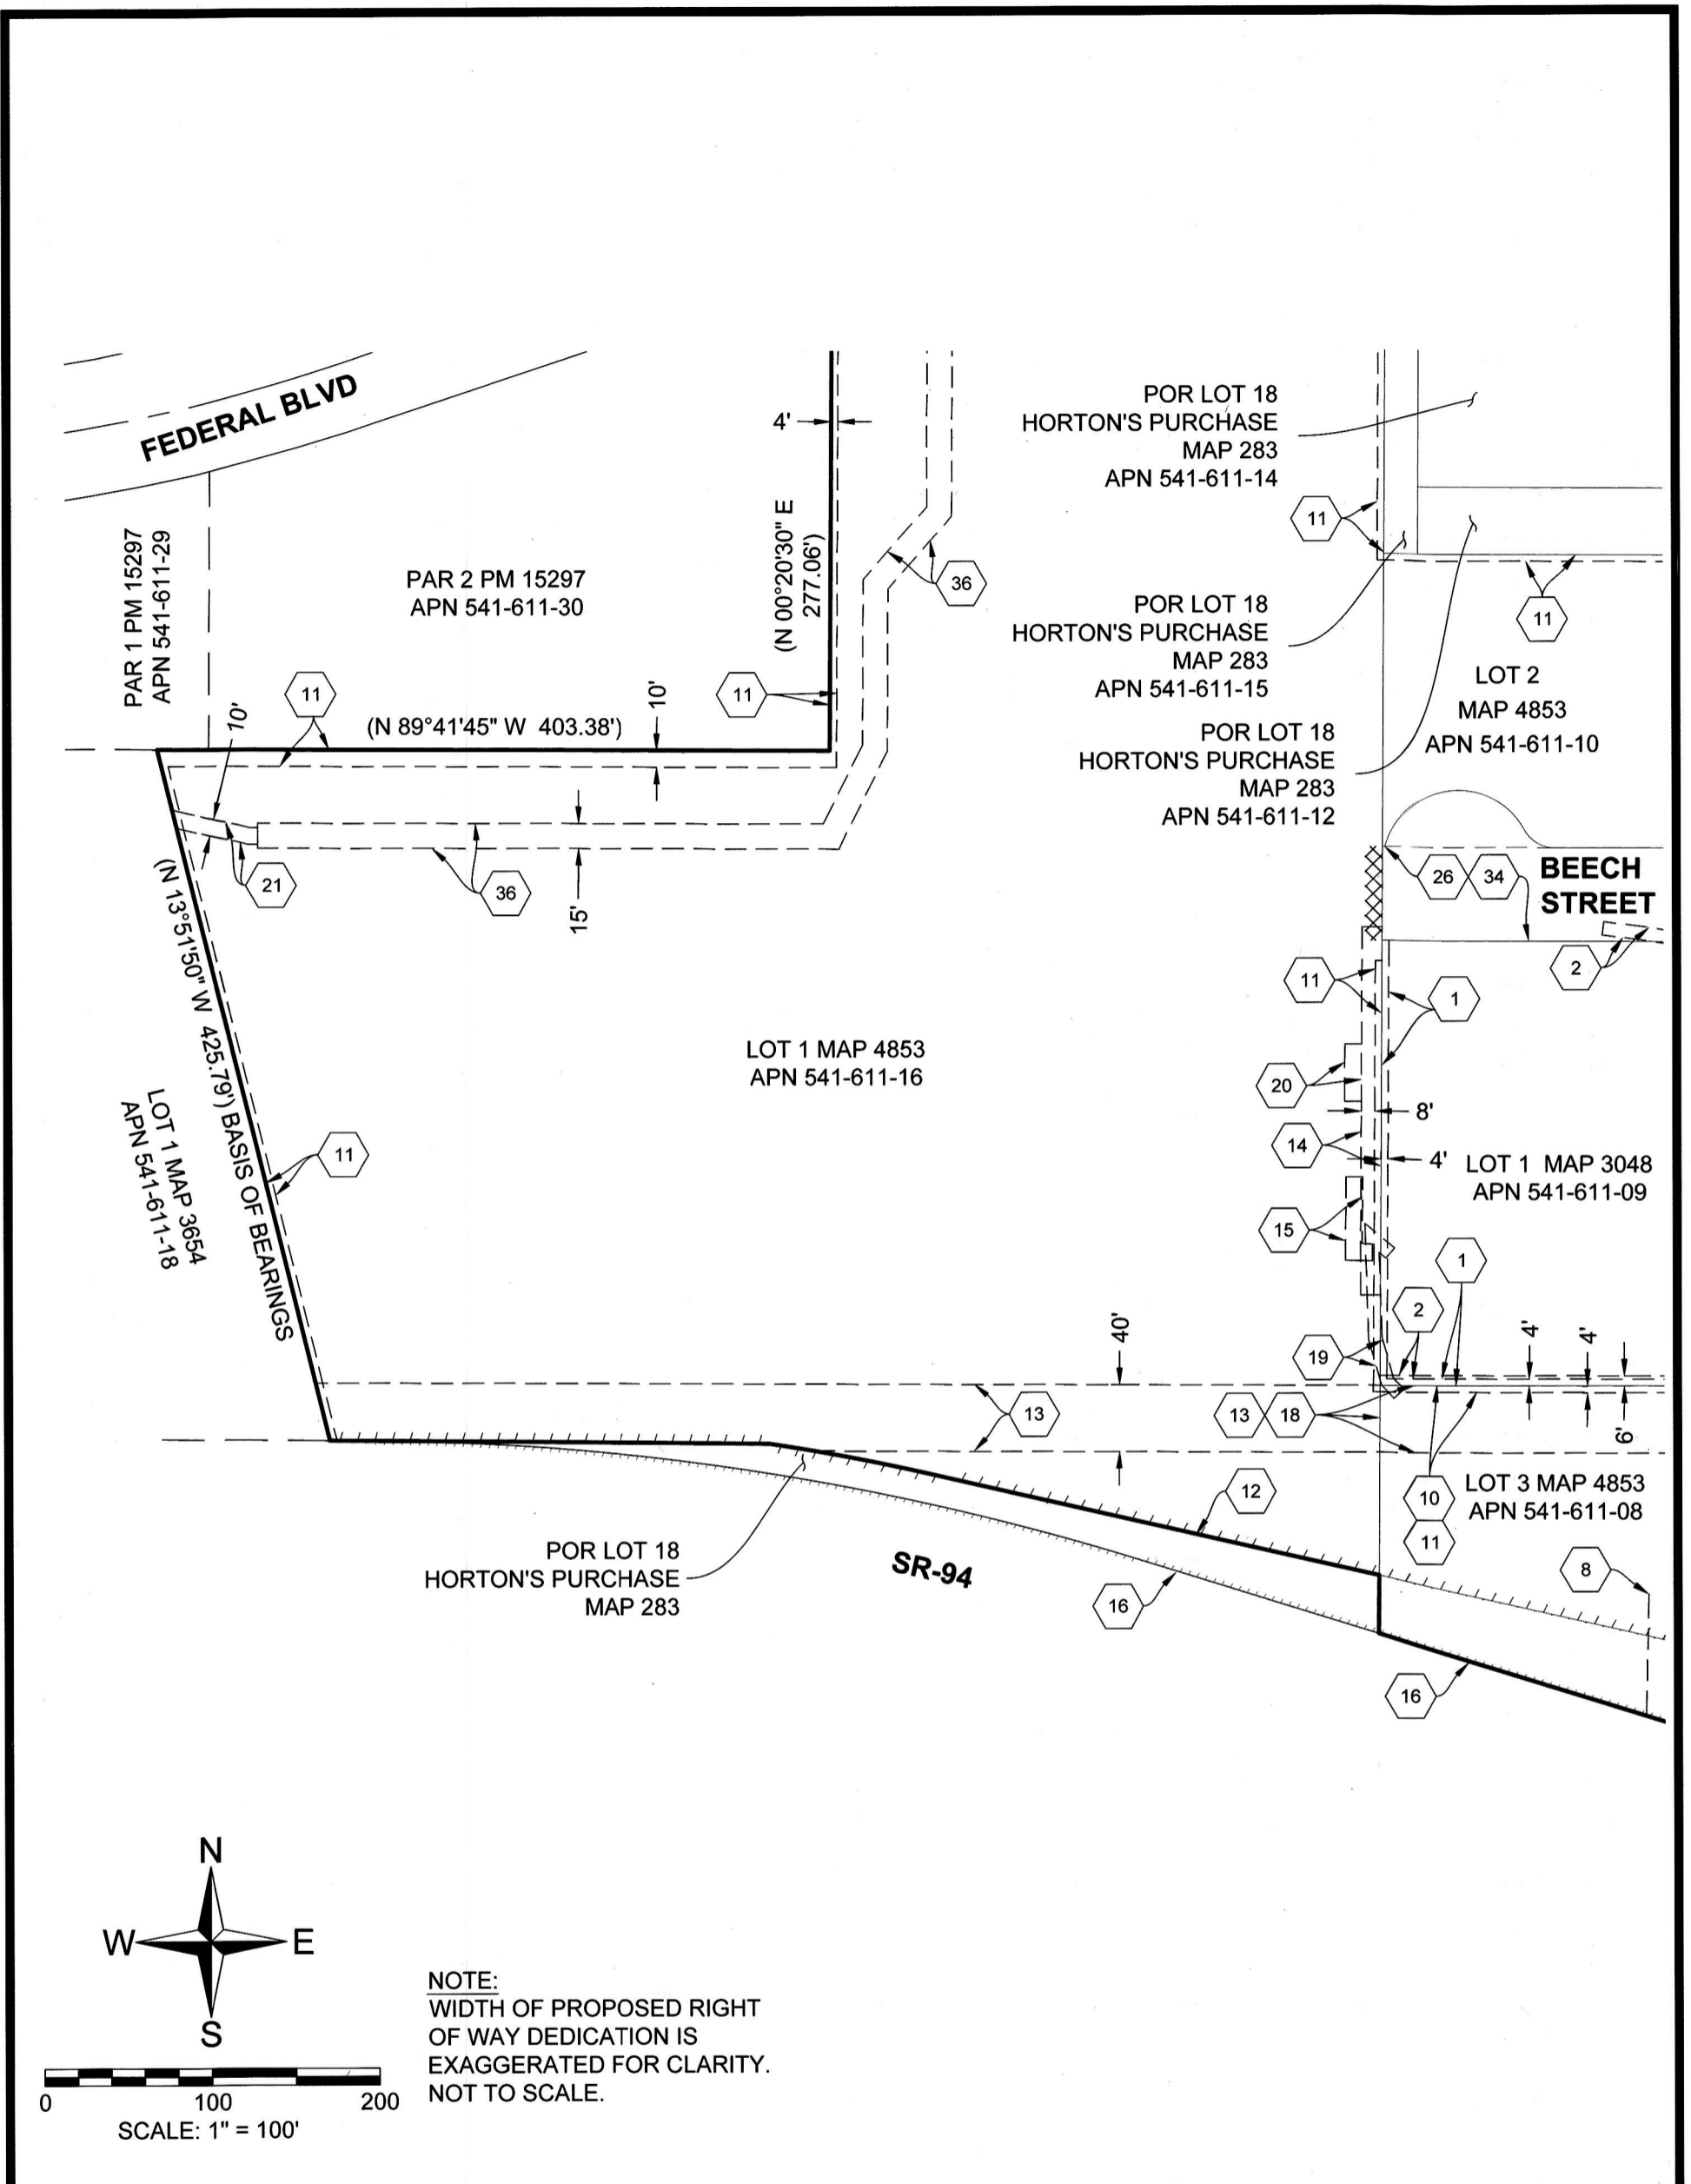 FEDERAL BLVD
PAR 1 PM 15297
APN 541-611-29
PAR 2 PM 15297
APN 541-611-30
4'
(N 00°20'30" E
277.06')
36
POR LOT 18
HORTON'S PURCHASE
MAP 283
APN 541-611-14
11
POR LOT 18
HORTON'S PURCHASE
MAP 283
APN 541-611-15
11
POR LOT 18
HORTON'S PURCHASE
MAP 283
APN 541-611-12
LOT 2
MAP 4853
APN 541-611-10
11
(N 89°41'45" W 403.38')
10'
11
10'
21
36
15'
26
34
BEECH
STREET
2
11
1
(N 13°51'50" W 425.79') BASIS OF BEARINGS
LOT 1 MAP 3654
APN 541-611-18
11
LOT 1 MAP 4853
APN 541-611-16
20
8'
14
4'
LOT 1 MAP 3048
APN 541-611-09
15
1
2
19
40'
4'
4'
6'
13
13
18
10
11
LOT 3 MAP 4853
APN 541-611-08
12
8
POR LOT 18
HORTON'S PURCHASE
MAP 283
SR-94
16
16
N
W
E
S
0
100
200
SCALE: 1" = 100'
NOTE:
WIDTH OF PROPOSED RIGHT
OF WAY DEDICATION IS
EXAGGERATED FOR CLARITY.
NOT TO SCALE.